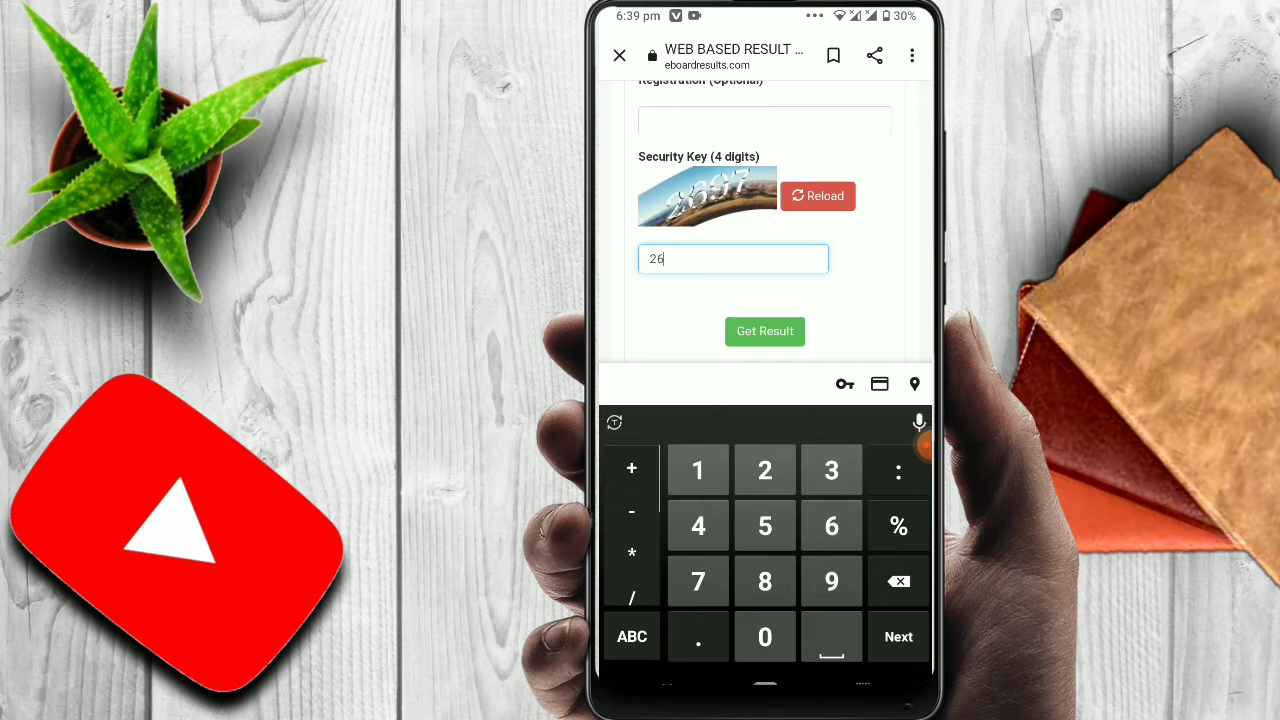 6:39 pm
30%
WEB BASED RESULT ...
eboardresults.com
Registration (Optional)
Security Key (4 digits)
Reload
26
Get Result
+ 1 2 3 :
- 4 5 6 %
*
7 8 9
/
ABC . 0 Next